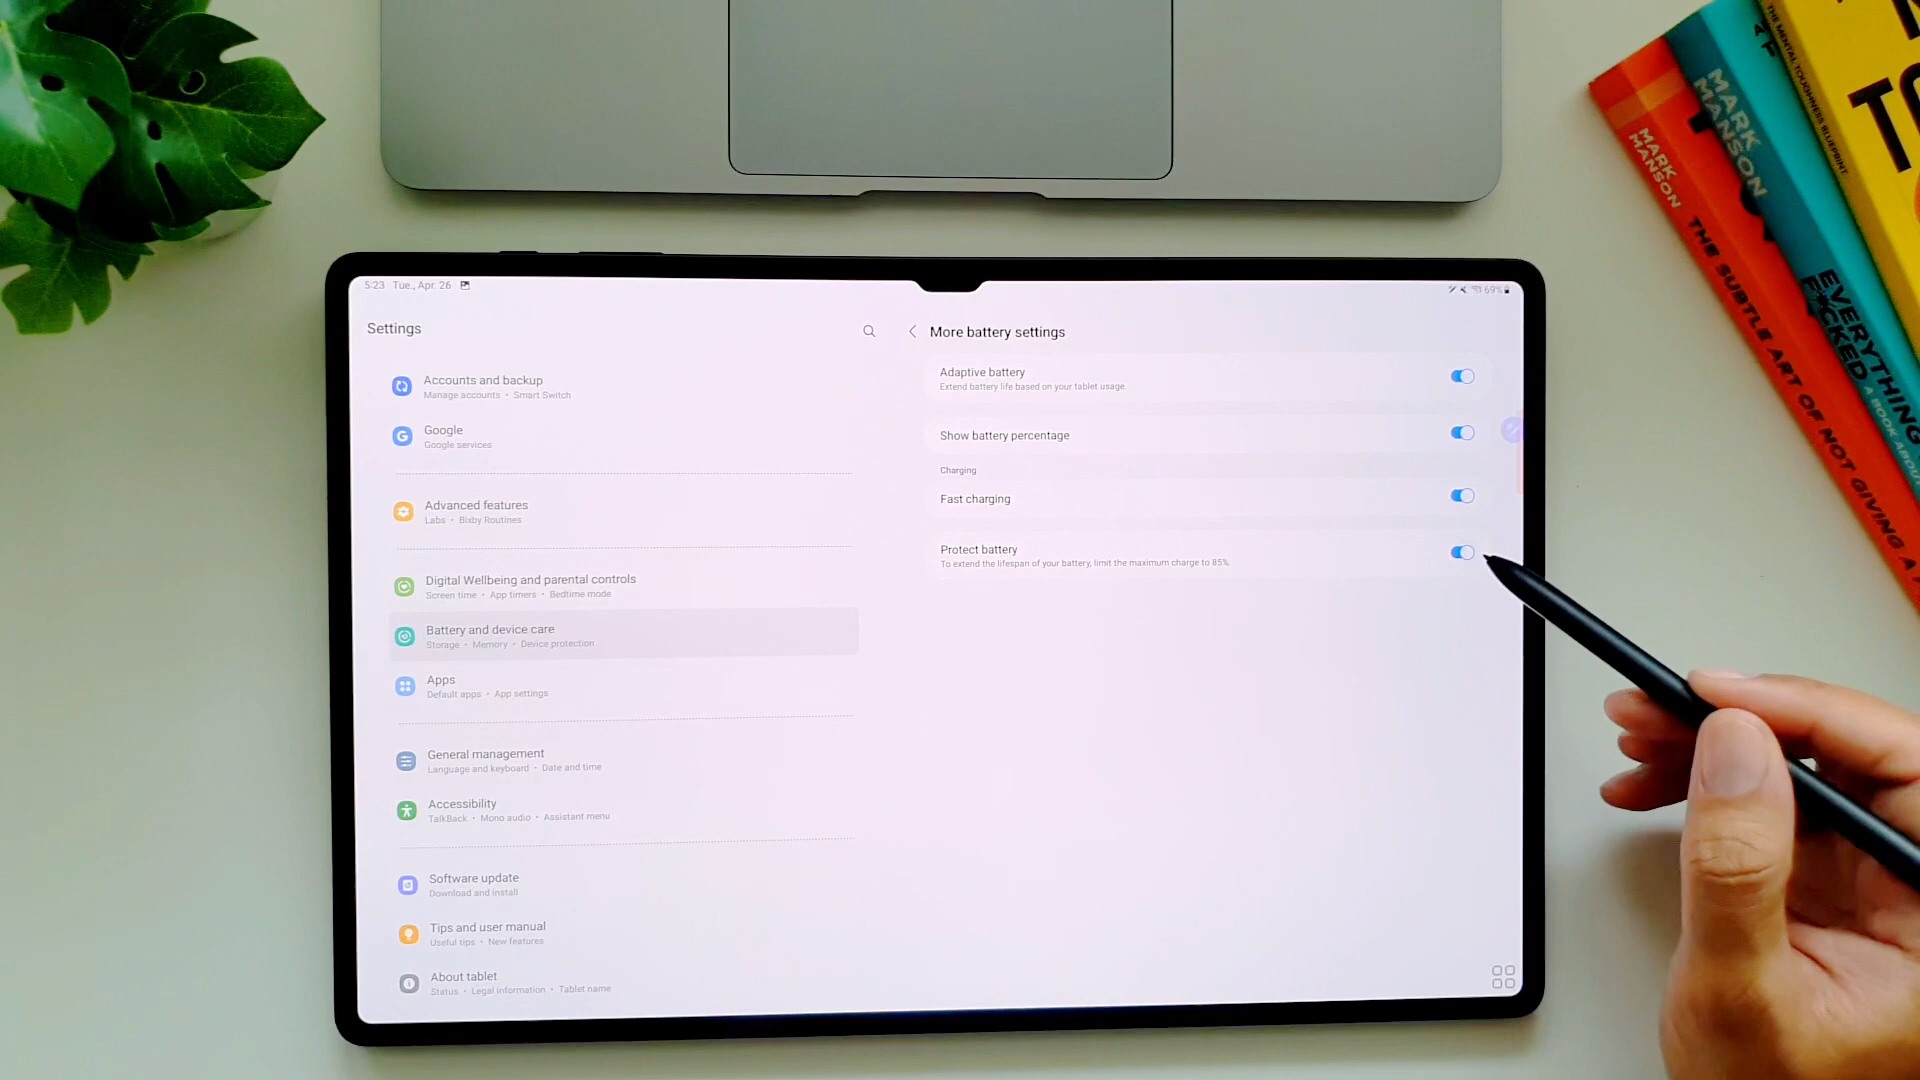 5:23 Tue., Apr. 26
69%
Settings
Accounts and backup
Manage accounts • Smart Switch
Google
Google services
Advanced features
Labs • Bixby Routines
Digital Wellbeing and parental controls
Screen time • App timers • Bedtime mode
Battery and device care
Storage • Memory • Device protection
Apps
Default apps • App settings
General management
Language and keyboard • Date and time
Accessibility
TalkBack • Mono audio • Assistant menu
Software update
Download and install
Tips and user manual
Useful tips • New features
About tablet
Status • Legal information • Tablet name
More battery settings
Adaptive battery
Extend battery life based on your tablet usage.
Show battery percentage
Charging
Fast charging
Protect battery
To extend the lifespan of your battery, limit the maximum charge to 85%.
MARK
MANSON
THE SUBTLE ART OF NOT GIVING A
MARK
MANSON
EVERYTHING
F*CKED
A BOOK ABOUT
THE MENTAL TOUGHNESS BLUEPRINT